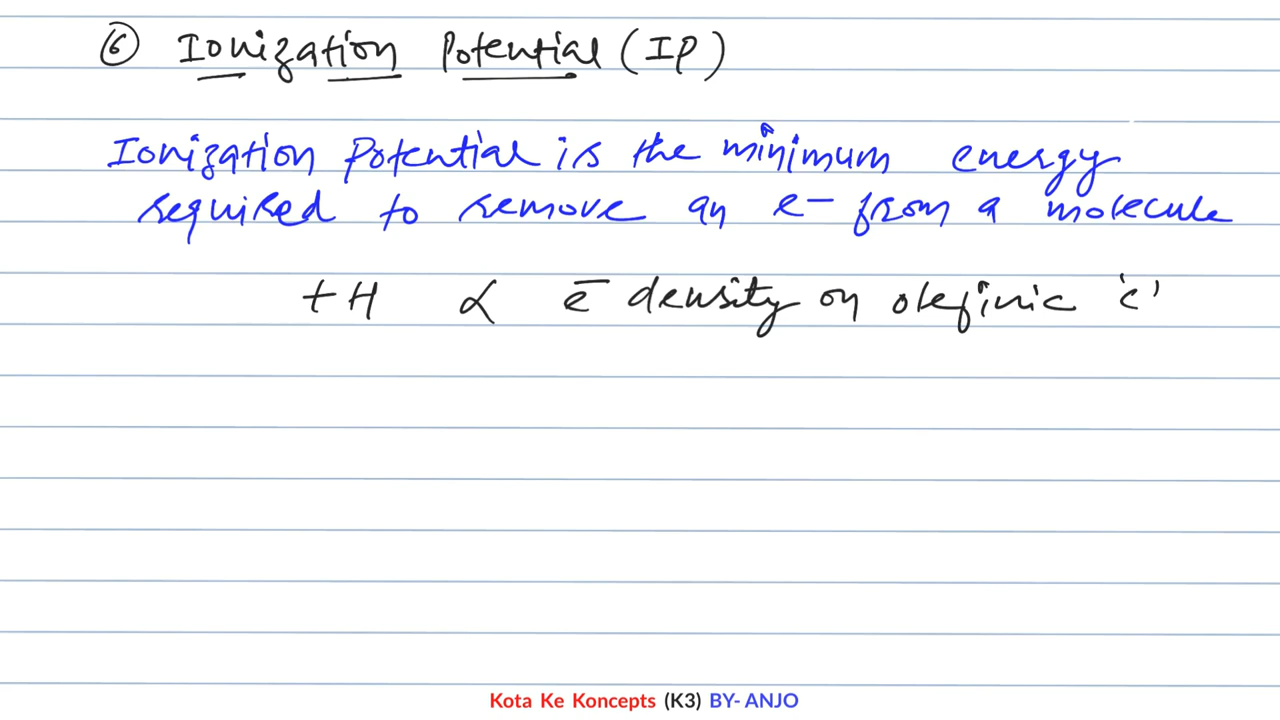 ⑥ Ionization Potential (IP)
Ionization Potential is the minimum energy
required to remove an e- from a molecule
+H ∝ e̅ density on olefinic 'c'
Kota Ke Koncepts (K3) BY- ANJO